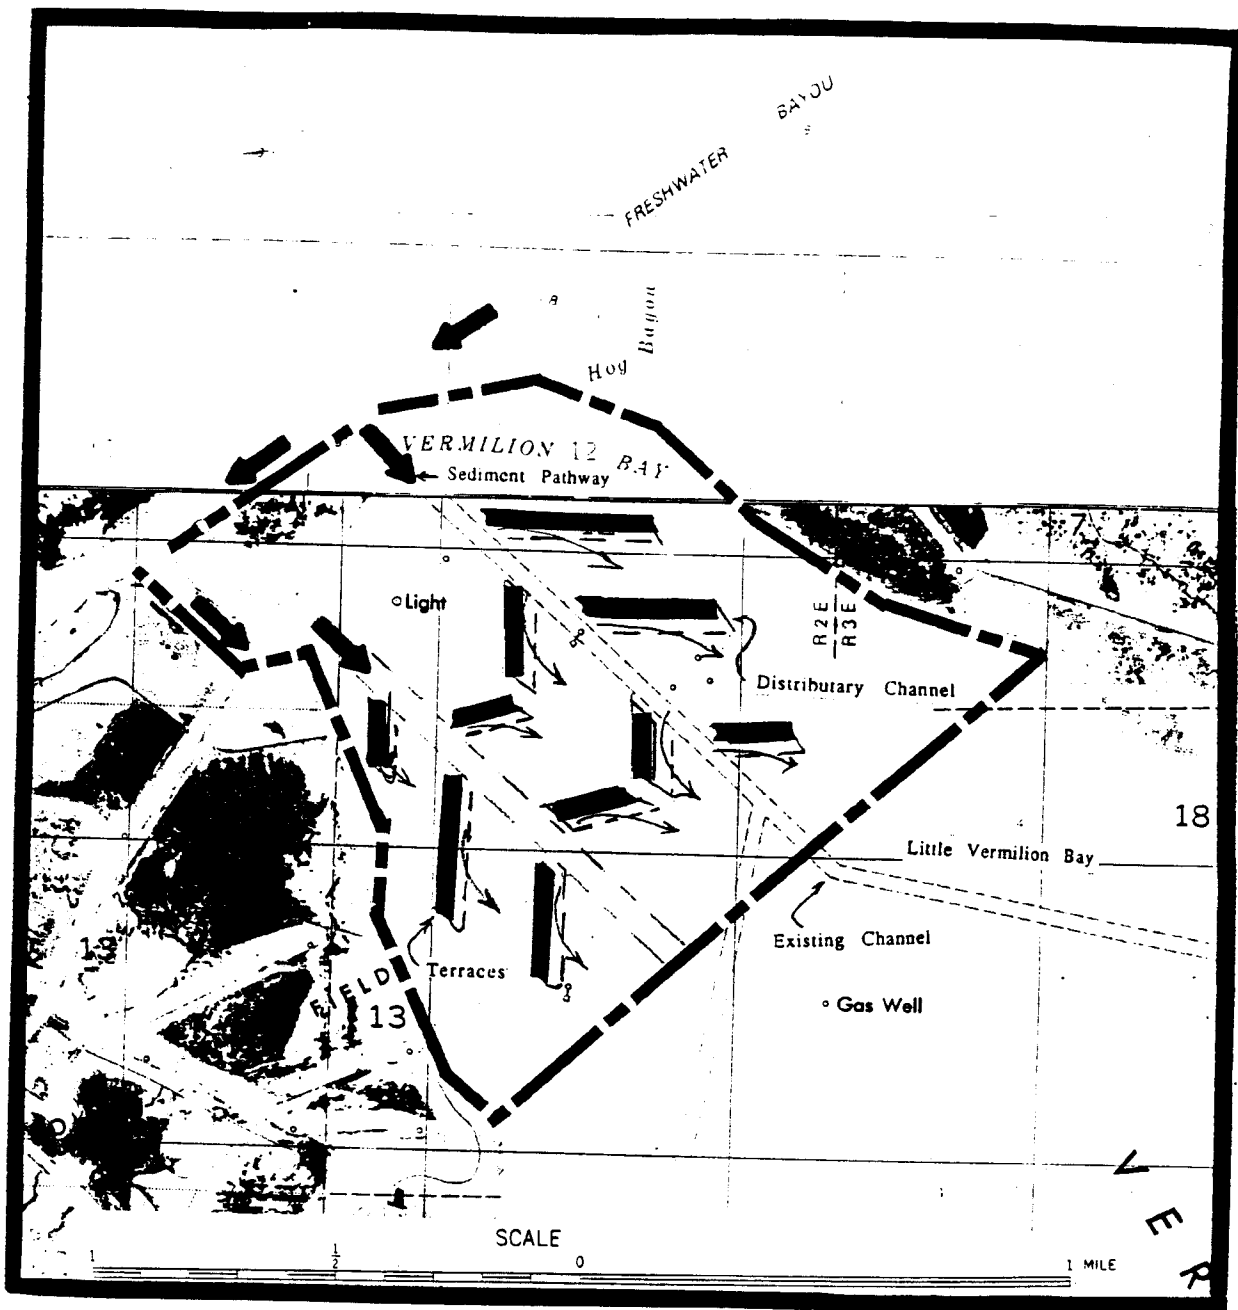 BAYOU
FRESHWATER
Hog Bayou
VERMILION 12 BAY
Sediment Pathway
7
Light
R2E
R3E
Distributary Channel
18
Little Vermilion Bay
Existing Channel
Terraces
FIELD
13
Gas Well
V E R
SCALE
1 1/2 0 1 MILE